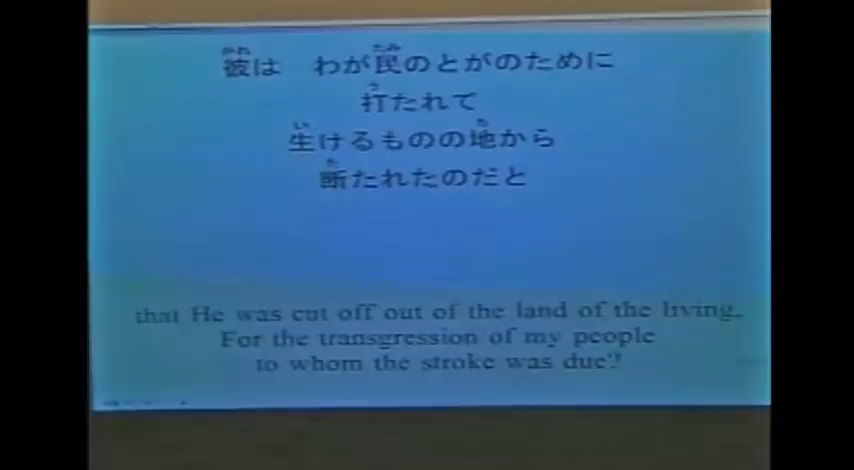 彼は わが民のとがのために
打たれて
生けるものの地から
断たれたのだと
that He was cut off out of the land of the living,
For the transgression of my people
to whom the stroke was due?